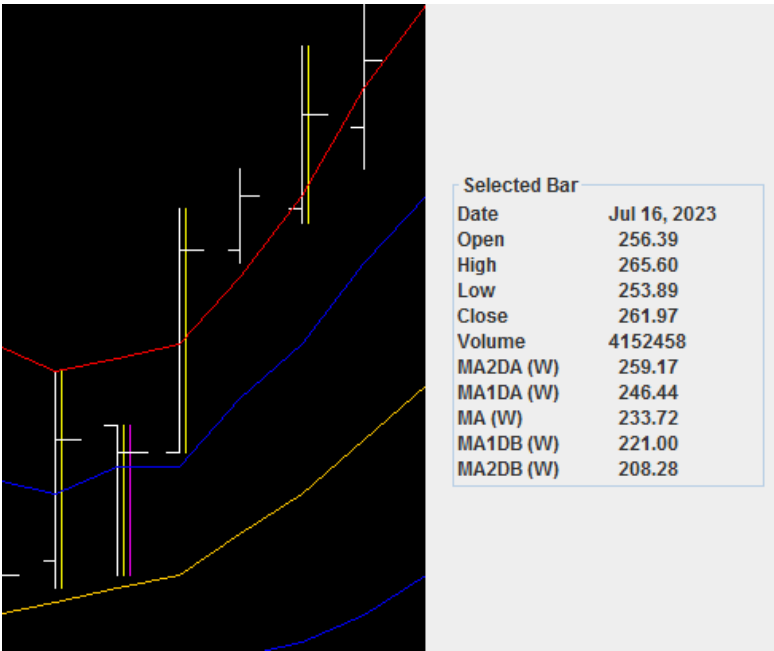 Selected Bar
Date Jul 16, 2023
Open 256.39
High 265.60
Low 253.89
Close 261.97
Volume 4152458
MA2DA (W) 259.17
MA1DA (W) 246.44
MA (W) 233.72
MA1DB (W) 221.00
MA2DB (W) 208.28